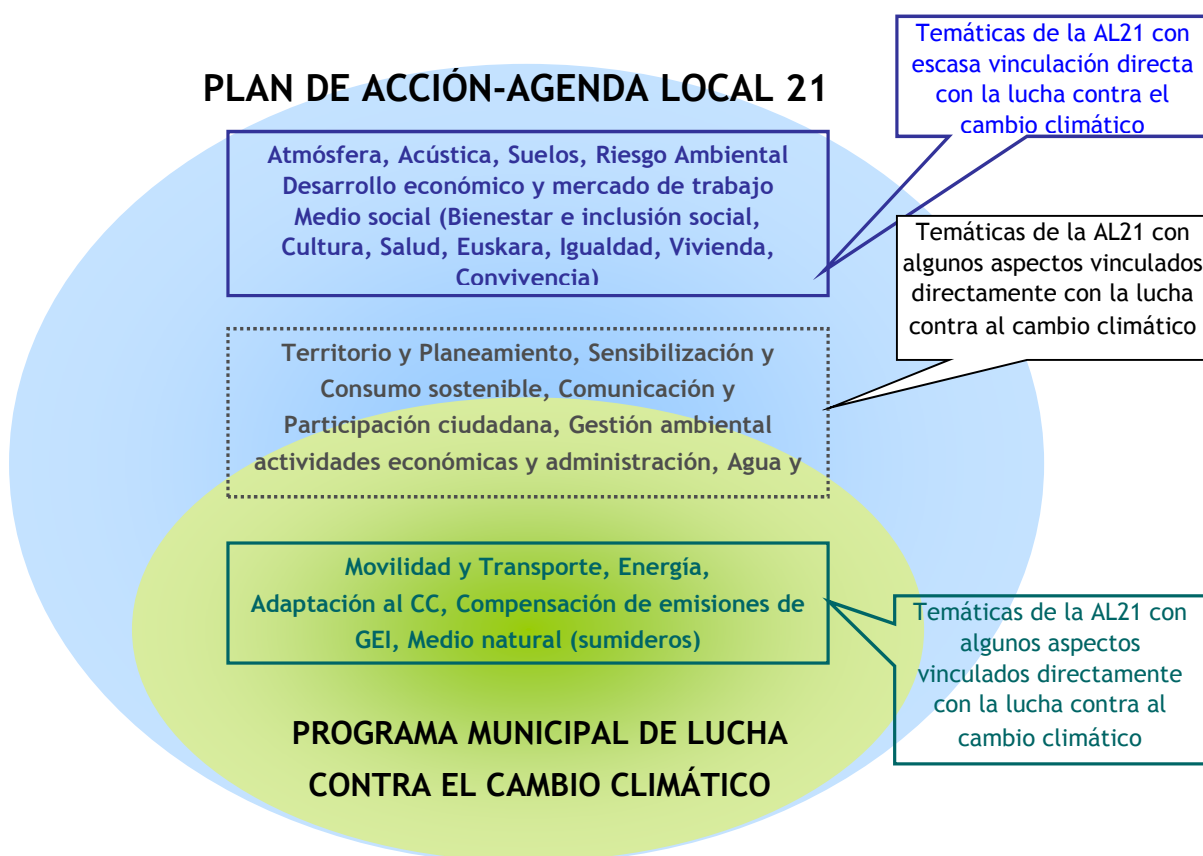 PLAN DE ACCIÓN-AGENDA LOCAL 21
Temáticas de la AL21 con
escasa vinculación directa
con la lucha contra el
cambio climático
Atmósfera, Acústica, Suelos, Riesgo Ambiental
Desarrollo económico y mercado de trabajo
Medio social (Bienestar e inclusión social,
Cultura, Salud, Euskara, Igualdad, Vivienda,
Convivencia)
Temáticas de la AL21 con
algunos aspectos vinculados
directamente con la lucha
contra al cambio climático
Territorio y Planeamiento, Sensibilización y
Consumo sostenible, Comunicación y
Participación ciudadana, Gestión ambiental
actividades económicas y administración, Agua y
Movilidad y Transporte, Energía,
Adaptación al CC, Compensación de emisiones de
GEI, Medio natural (sumideros)
Temáticas de la AL21 con
algunos aspectos
vinculados directamente
con la lucha contra al
cambio climático
PROGRAMA MUNICIPAL DE LUCHA
CONTRA EL CAMBIO CLIMÁTICO